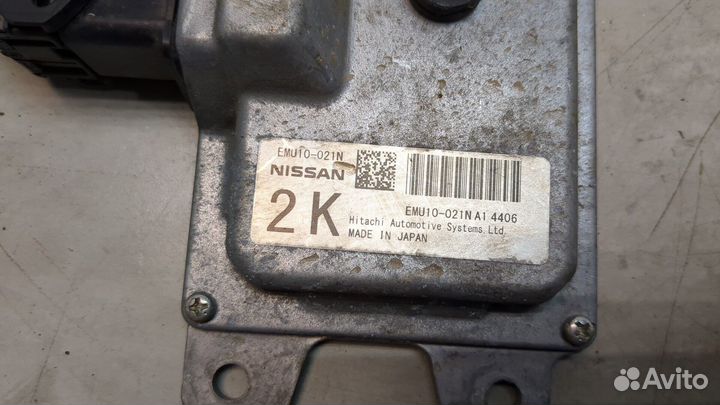 EMU10-021N
NISSAN
2K
EMU10-021N A1 4406
Hitachi Automotive Systems,Ltd.
MADE IN JAPAN
Avito